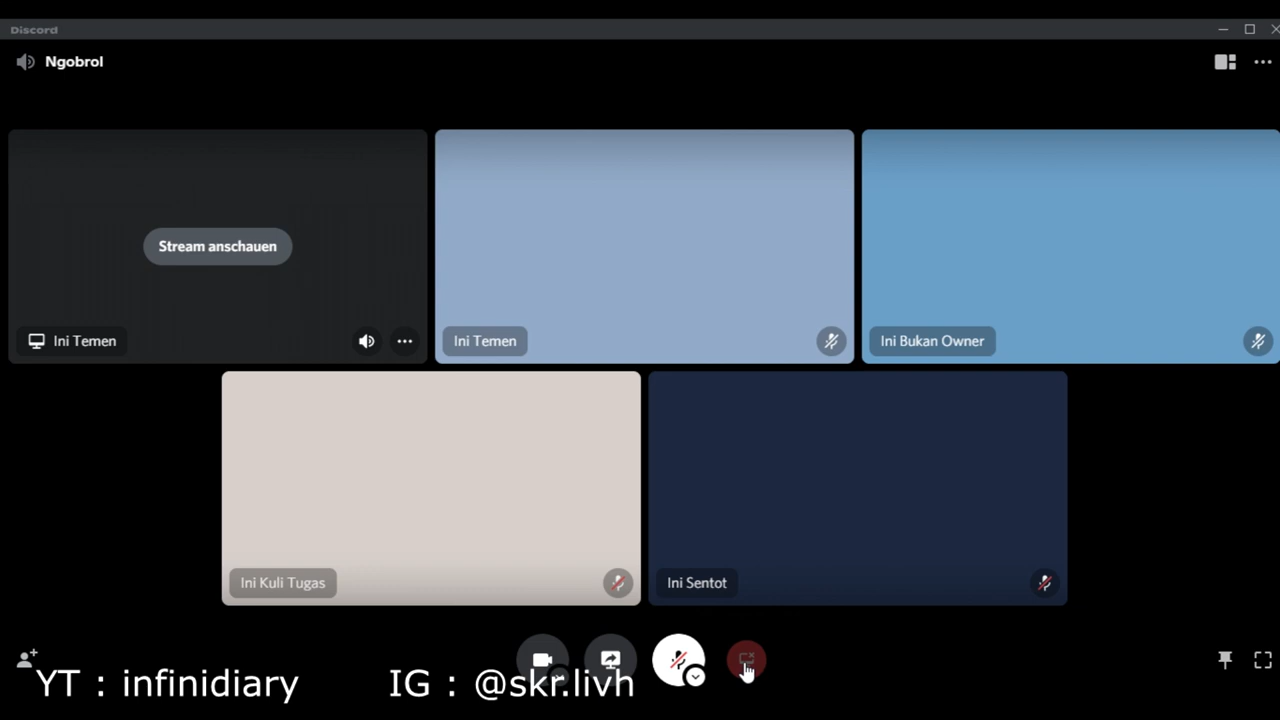 Discord
Ngobrol
Stream anschauen
Ini Temen
Ini Temen
Ini Bukan Owner
Ini Kuli Tugas
Ini Sentot
YT : infinidiary IG : @skr.livh